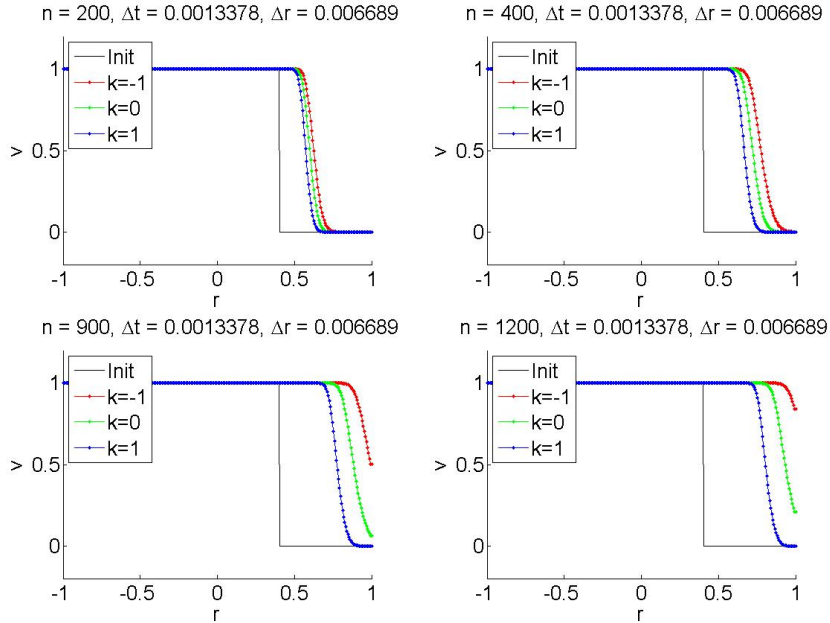 n = 200, Δt = 0.0013378, Δr = 0.006689
Init
k=-1
k=0
k=1
1
0.5
0
v
-1
-0.5
0
0.5
1
r
n = 400, Δt = 0.0013378, Δr = 0.006689
Init
k=-1
k=0
k=1
1
0.5
0
v
-1
-0.5
0
0.5
1
r
n = 900, Δt = 0.0013378, Δr = 0.006689
Init
k=-1
k=0
k=1
1
0.5
0
v
-1
-0.5
0
0.5
1
r
n = 1200, Δt = 0.0013378, Δr = 0.006689
Init
k=-1
k=0
k=1
1
0.5
0
v
-1
-0.5
0
0.5
1
r